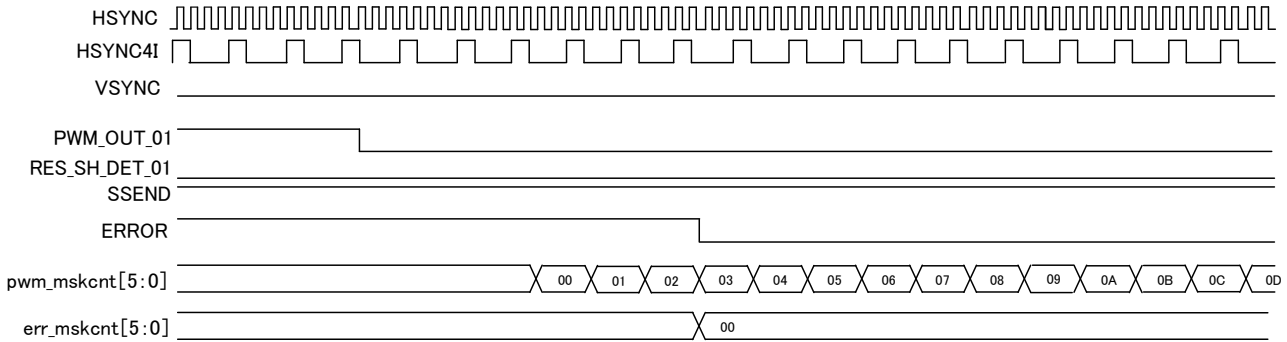 HSYNC
HSYNC4I
VSYNC
PWM_OUT_01
RES_SH_DET_01
SSEND
ERROR
pwm_mskcnt[5:0] 00 01 02 03 04 05 06 07 08 09 0A 0B 0C 0D
err_mskcnt[5:0] 00